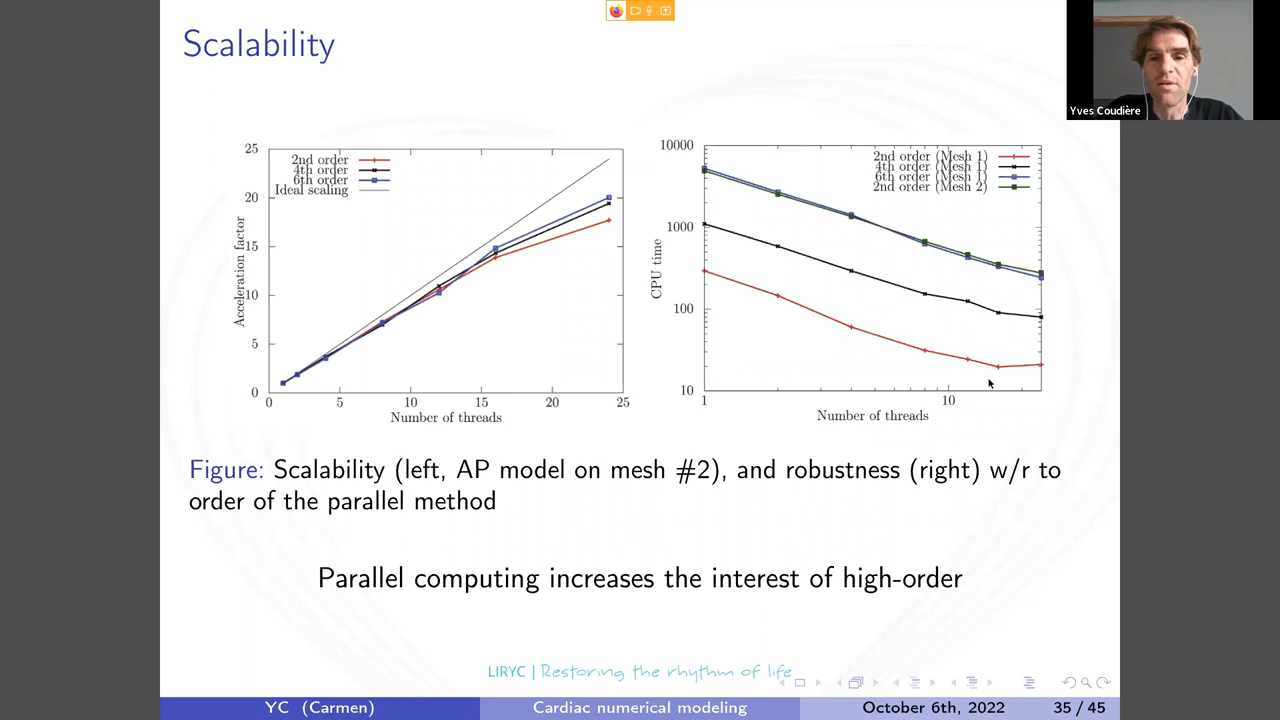 Scalability
Yves Coudière
25
20
15
10
5
0
0
5
10
15
20
25
Acceleration factor
Number of threads
2nd order
4th order
6th order
Ideal scaling
10000
1000
100
10
1
10
CPU time
Number of threads
2nd order (Mesh 1)
4th order (Mesh 1)
6th order (Mesh 1)
2nd order (Mesh 2)
Figure: Scalability (left, AP model on mesh #2), and robustness (right) w/r to
order of the parallel method
Parallel computing increases the interest of high-order
LIRYC | Restoring the rhythm of life
YC (Carmen)
Cardiac numerical modeling
October 6th, 2022
35 / 45